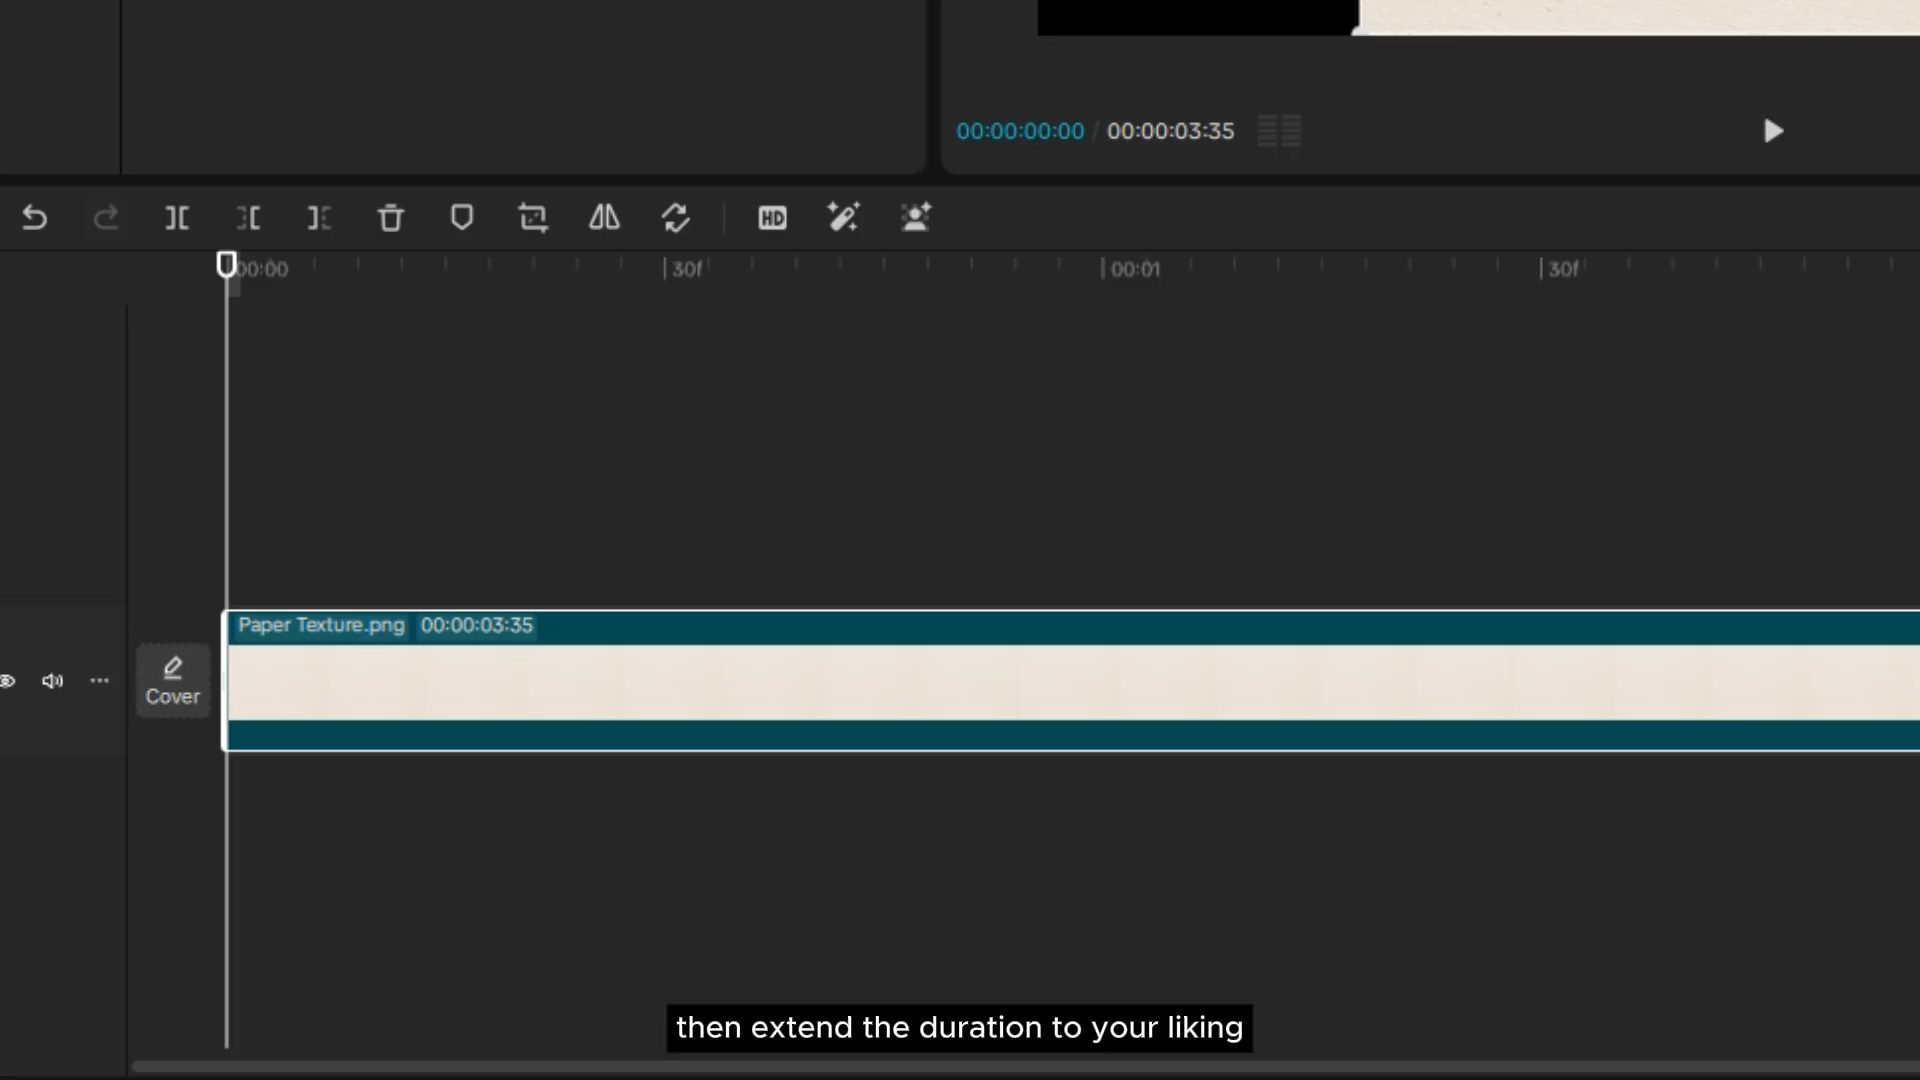 00:00:00:00 / 00:00:03:35
HD
00:00 30f 00:01 30f
Paper Texture.png 00:00:03:35
Cover
then extend the duration to your liking